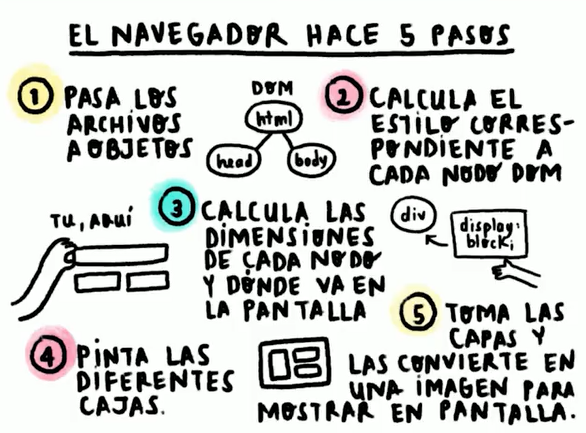 EL NAVEGADOR HACE 5 PASOS
1 PASA LOS
ARCHIVOS
A OBJETOS
DOM
html
head
body
2 CALCULA EL
ESTILO CORRES-
PONDIENTE A
CADA NODO DOM
div
display:
block;
TU, AQUÍ
3 CALCULA LAS
DIMENSIONES
DE CADA NODO
Y DÓNDE VA EN
LA PANTALLA
4 PINTA LAS
DIFERENTES
CAJAS.
5 TOMA LAS
CAPAS Y
LAS CONVIERTE EN
UNA IMAGEN PARA
MOSTRAR EN PANTALLA.